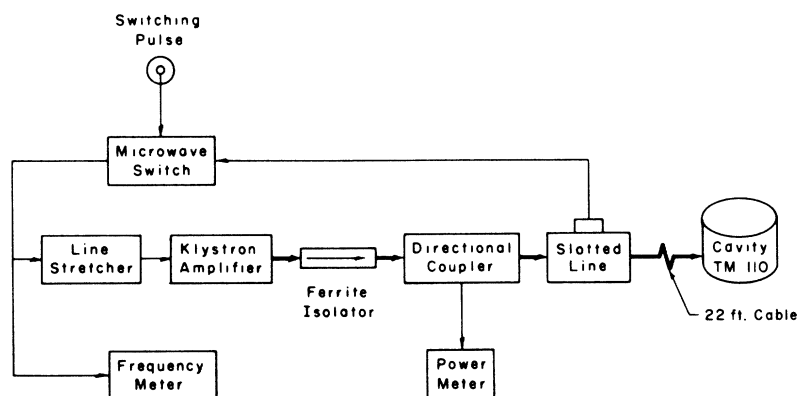 Switching
Pulse
Microwave
Switch
Line
Stretcher
Klystron
Amplifier
Ferrite
Isolator
Directional
Coupler
Slotted
Line
Cavity
TM 110
22 ft. Cable
Frequency
Meter
Power
Meter